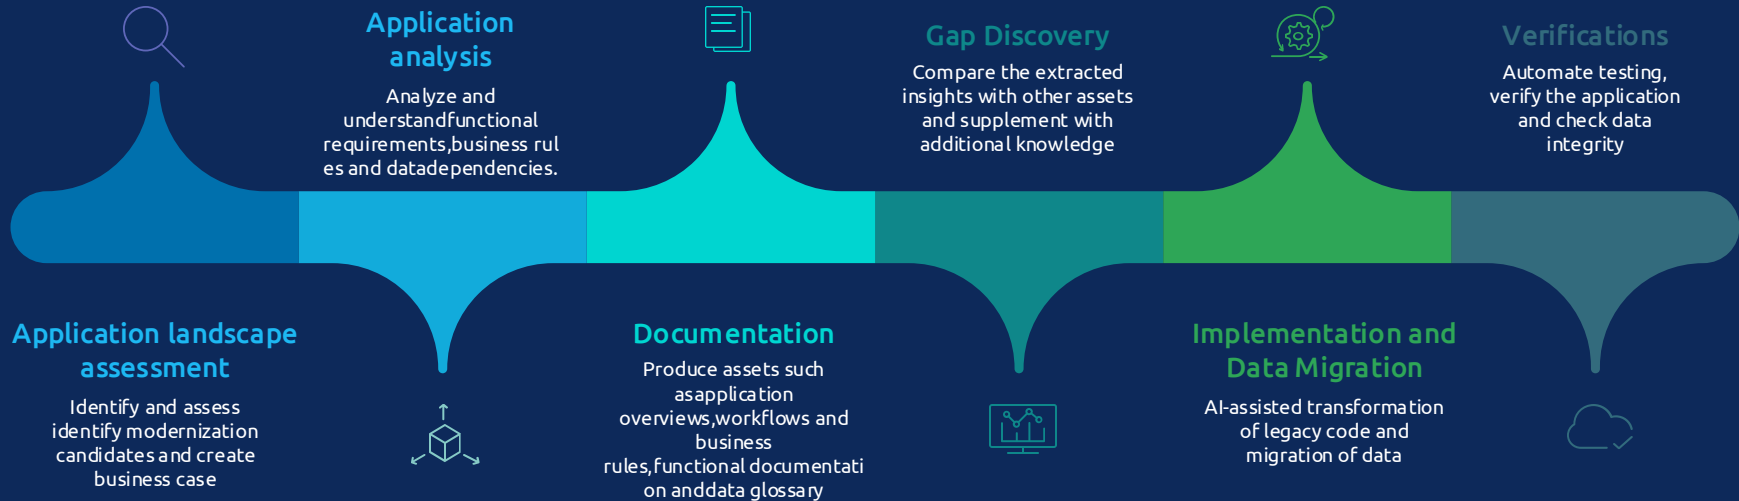 Application landscape
assessment
Identify and assess
identify modernization
candidates and create
business case
Application
analysis
Analyze and
understandfunctional
requirements,business rul
es and datadependencies.
Documentation
Produce assets such
asapplication
overviews,workflows and
business
rules,functional documentati
on anddata glossary
Gap Discovery
Compare the extracted
insights with other assets
and supplement with
additional knowledge
Implementation and
Data Migration
AI-assisted transformation
of legacy code and
migration of data
Verifications
Automate testing,
verify the application
and check data
integrity